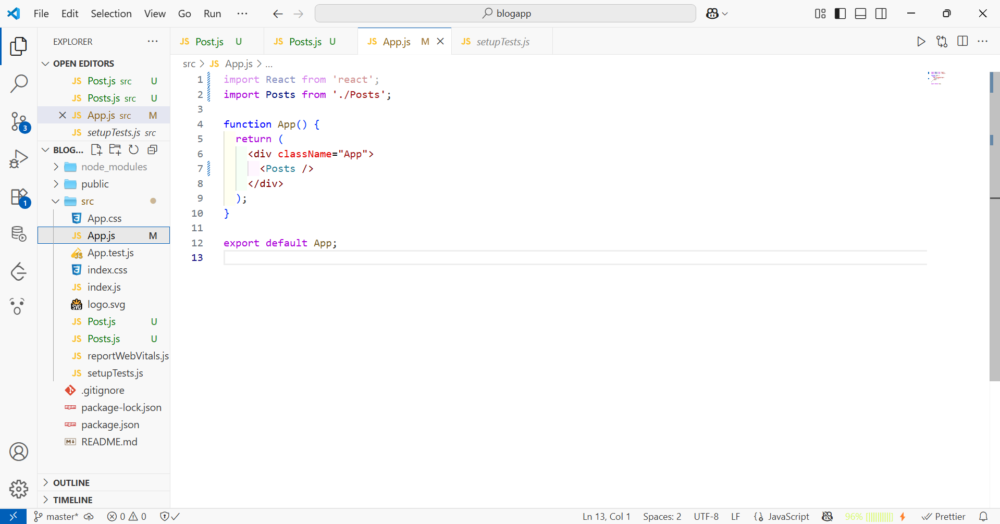 File Edit Selection View Go Run ··· blogapp
EXPLORER ···
OPEN EDITORS
JS Post.js src U
JS Posts.js src U
JS App.js src M
JS setupTests.js src
BLOG...
node_modules
public
src
App.css
JS App.js M
JS App.test.js
index.css
JS index.js
SVG logo.svg
JS Post.js U
JS Posts.js U
JS reportWebVitals.js
JS setupTests.js
.gitignore
package-lock.json
package.json
M↓ README.md
OUTLINE
TIMELINE
3
1
JS Post.js U JS Posts.js U JS App.js M JS setupTests.js ···
src > JS App.js > ...
1 import React from 'react';
2 import Posts from './Posts';
3
4 function App() {
5 return (
6 <div className="App">
7 <Posts />
8 </div>
9 );
10 }
11
12 export default App;
13
master* 0 0 Ln 13, Col 1 Spaces: 2 UTF-8 LF JavaScript 96% Prettier